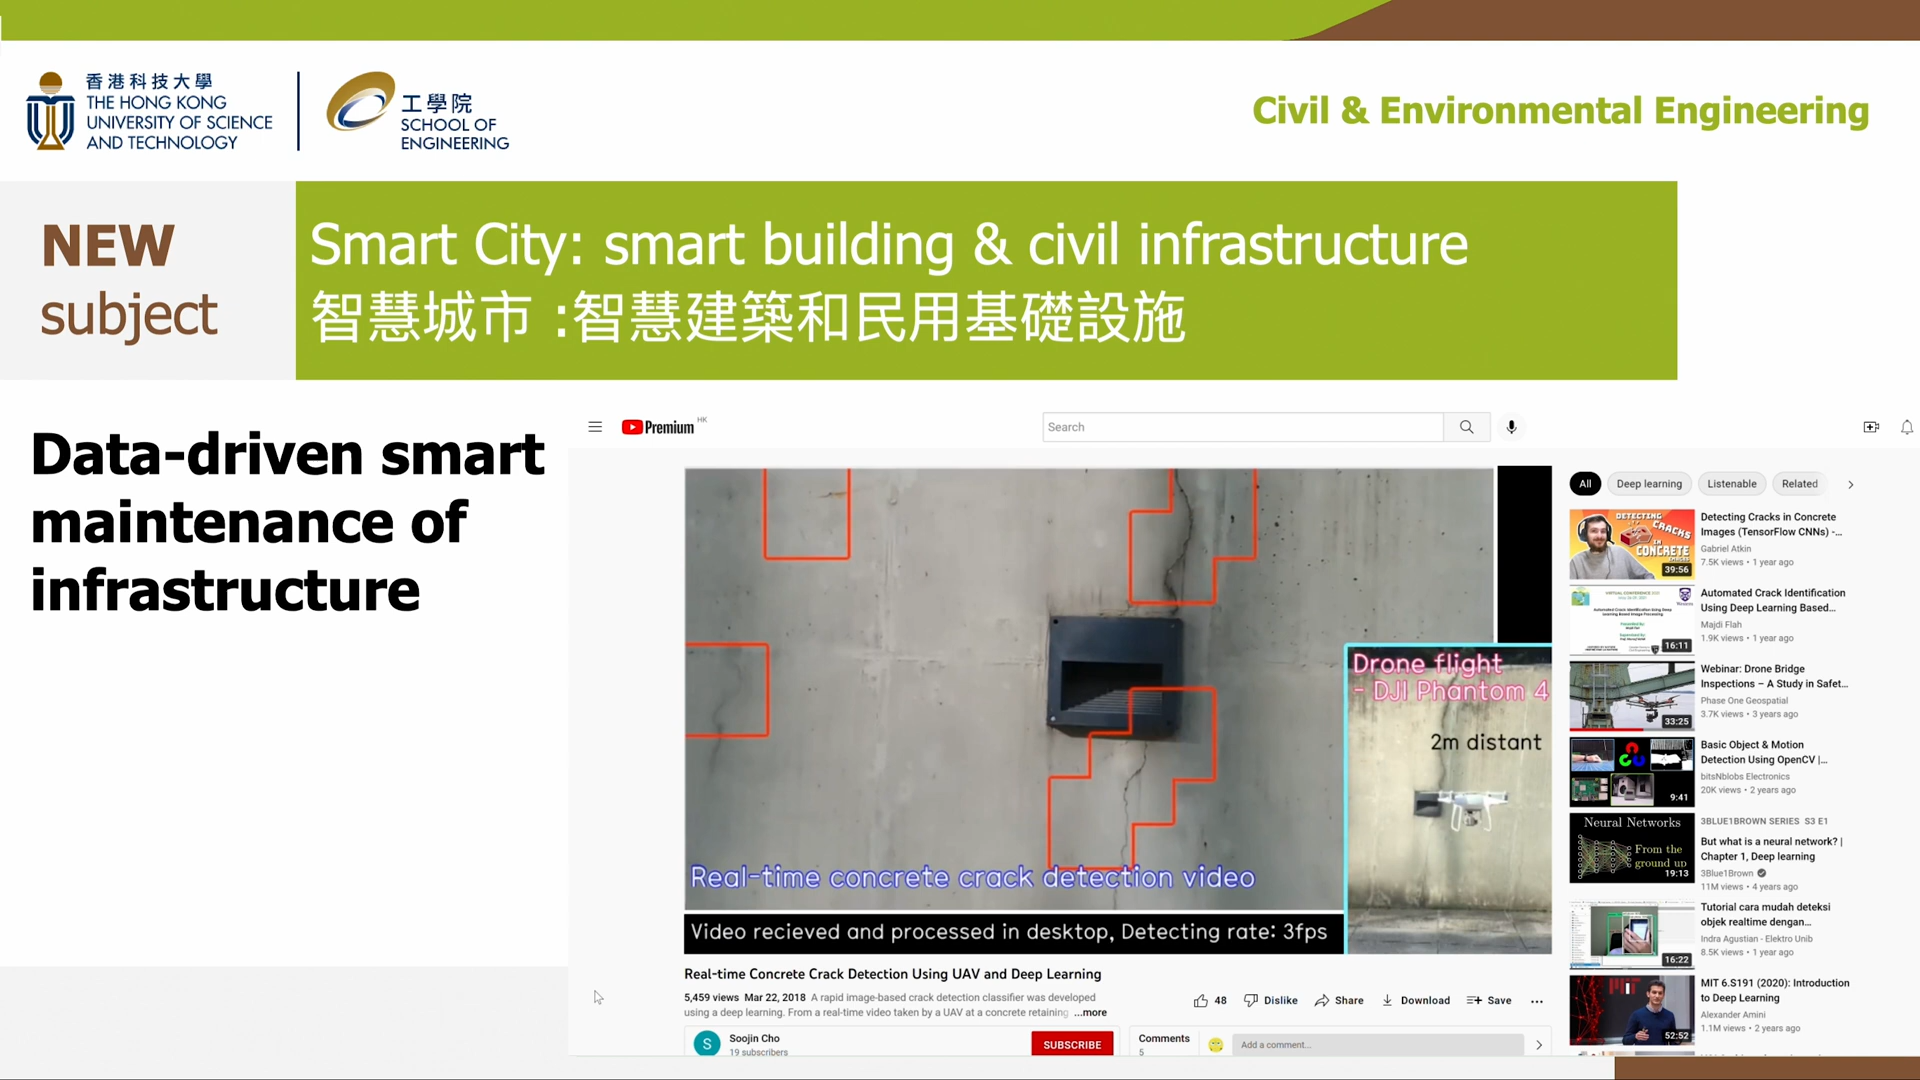 香港科技大學
THE HONG KONG
UNIVERSITY OF SCIENCE
AND TECHNOLOGY
工學院
SCHOOL OF
ENGINEERING
Civil & Environmental Engineering
NEW
subject
Smart City: smart building & civil infrastructure
智慧城市 :智慧建築和民用基礎設施
Data-driven smart
maintenance of
infrastructure
Premium HK
Search
Drone flight
- DJI Phantom 4
2m distant
Real-time concrete crack detection video
Video recieved and processed in desktop, Detecting rate: 3fps
Real-time Concrete Crack Detection Using UAV and Deep Learning
5,459 views Mar 22, 2018 A rapid image-based crack detection classifier was developed
using a deep learning. From a real-time video taken by a UAV at a concrete retaining ...more
48 Dislike Share Download Save
S
Soojin Cho
19 subscribers
SUBSCRIBE
Comments
5
Add a comment...
All Deep learning Listenable Related
DETECTING
CRACKS
IN
CONCRETE
39:56
Detecting Cracks in Concrete
Images (TensorFlow CNNs) -...
Gabriel Atkin
7.5K views • 1 year ago
16:11
Automated Crack Identification
Using Deep Learning Based...
Majdi Flah
1.9K views • 1 year ago
33:25
Webinar: Drone Bridge
Inspections – A Study in Safet...
Phase One Geospatial
3.7K views • 3 years ago
9:41
Basic Object & Motion
Detection Using OpenCV |...
bitsNblobs Electronics
20K views • 2 years ago
Neural Networks
From the
ground up
19:13
3BLUE1BROWN SERIES S3 E1
But what is a neural network? |
Chapter 1, Deep learning
3Blue1Brown
11M views • 4 years ago
16:22
Tutorial cara mudah deteksi
objek realtime dengan...
Indra Agustian - Elektro Unib
8.5K views • 1 year ago
MIT
52:52
MIT 6.S191 (2020): Introduction
to Deep Learning
Alexander Amini
1.1M views • 2 years ago